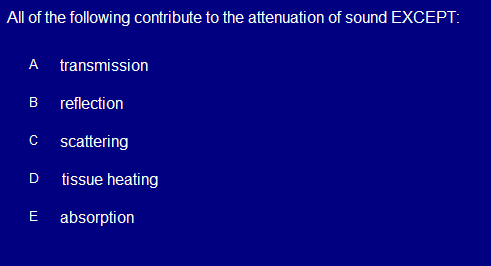 All of the following contribute to the attenuation of sound EXCEPT:
A transmission
B reflection
C scattering
D tissue heating
E absorption